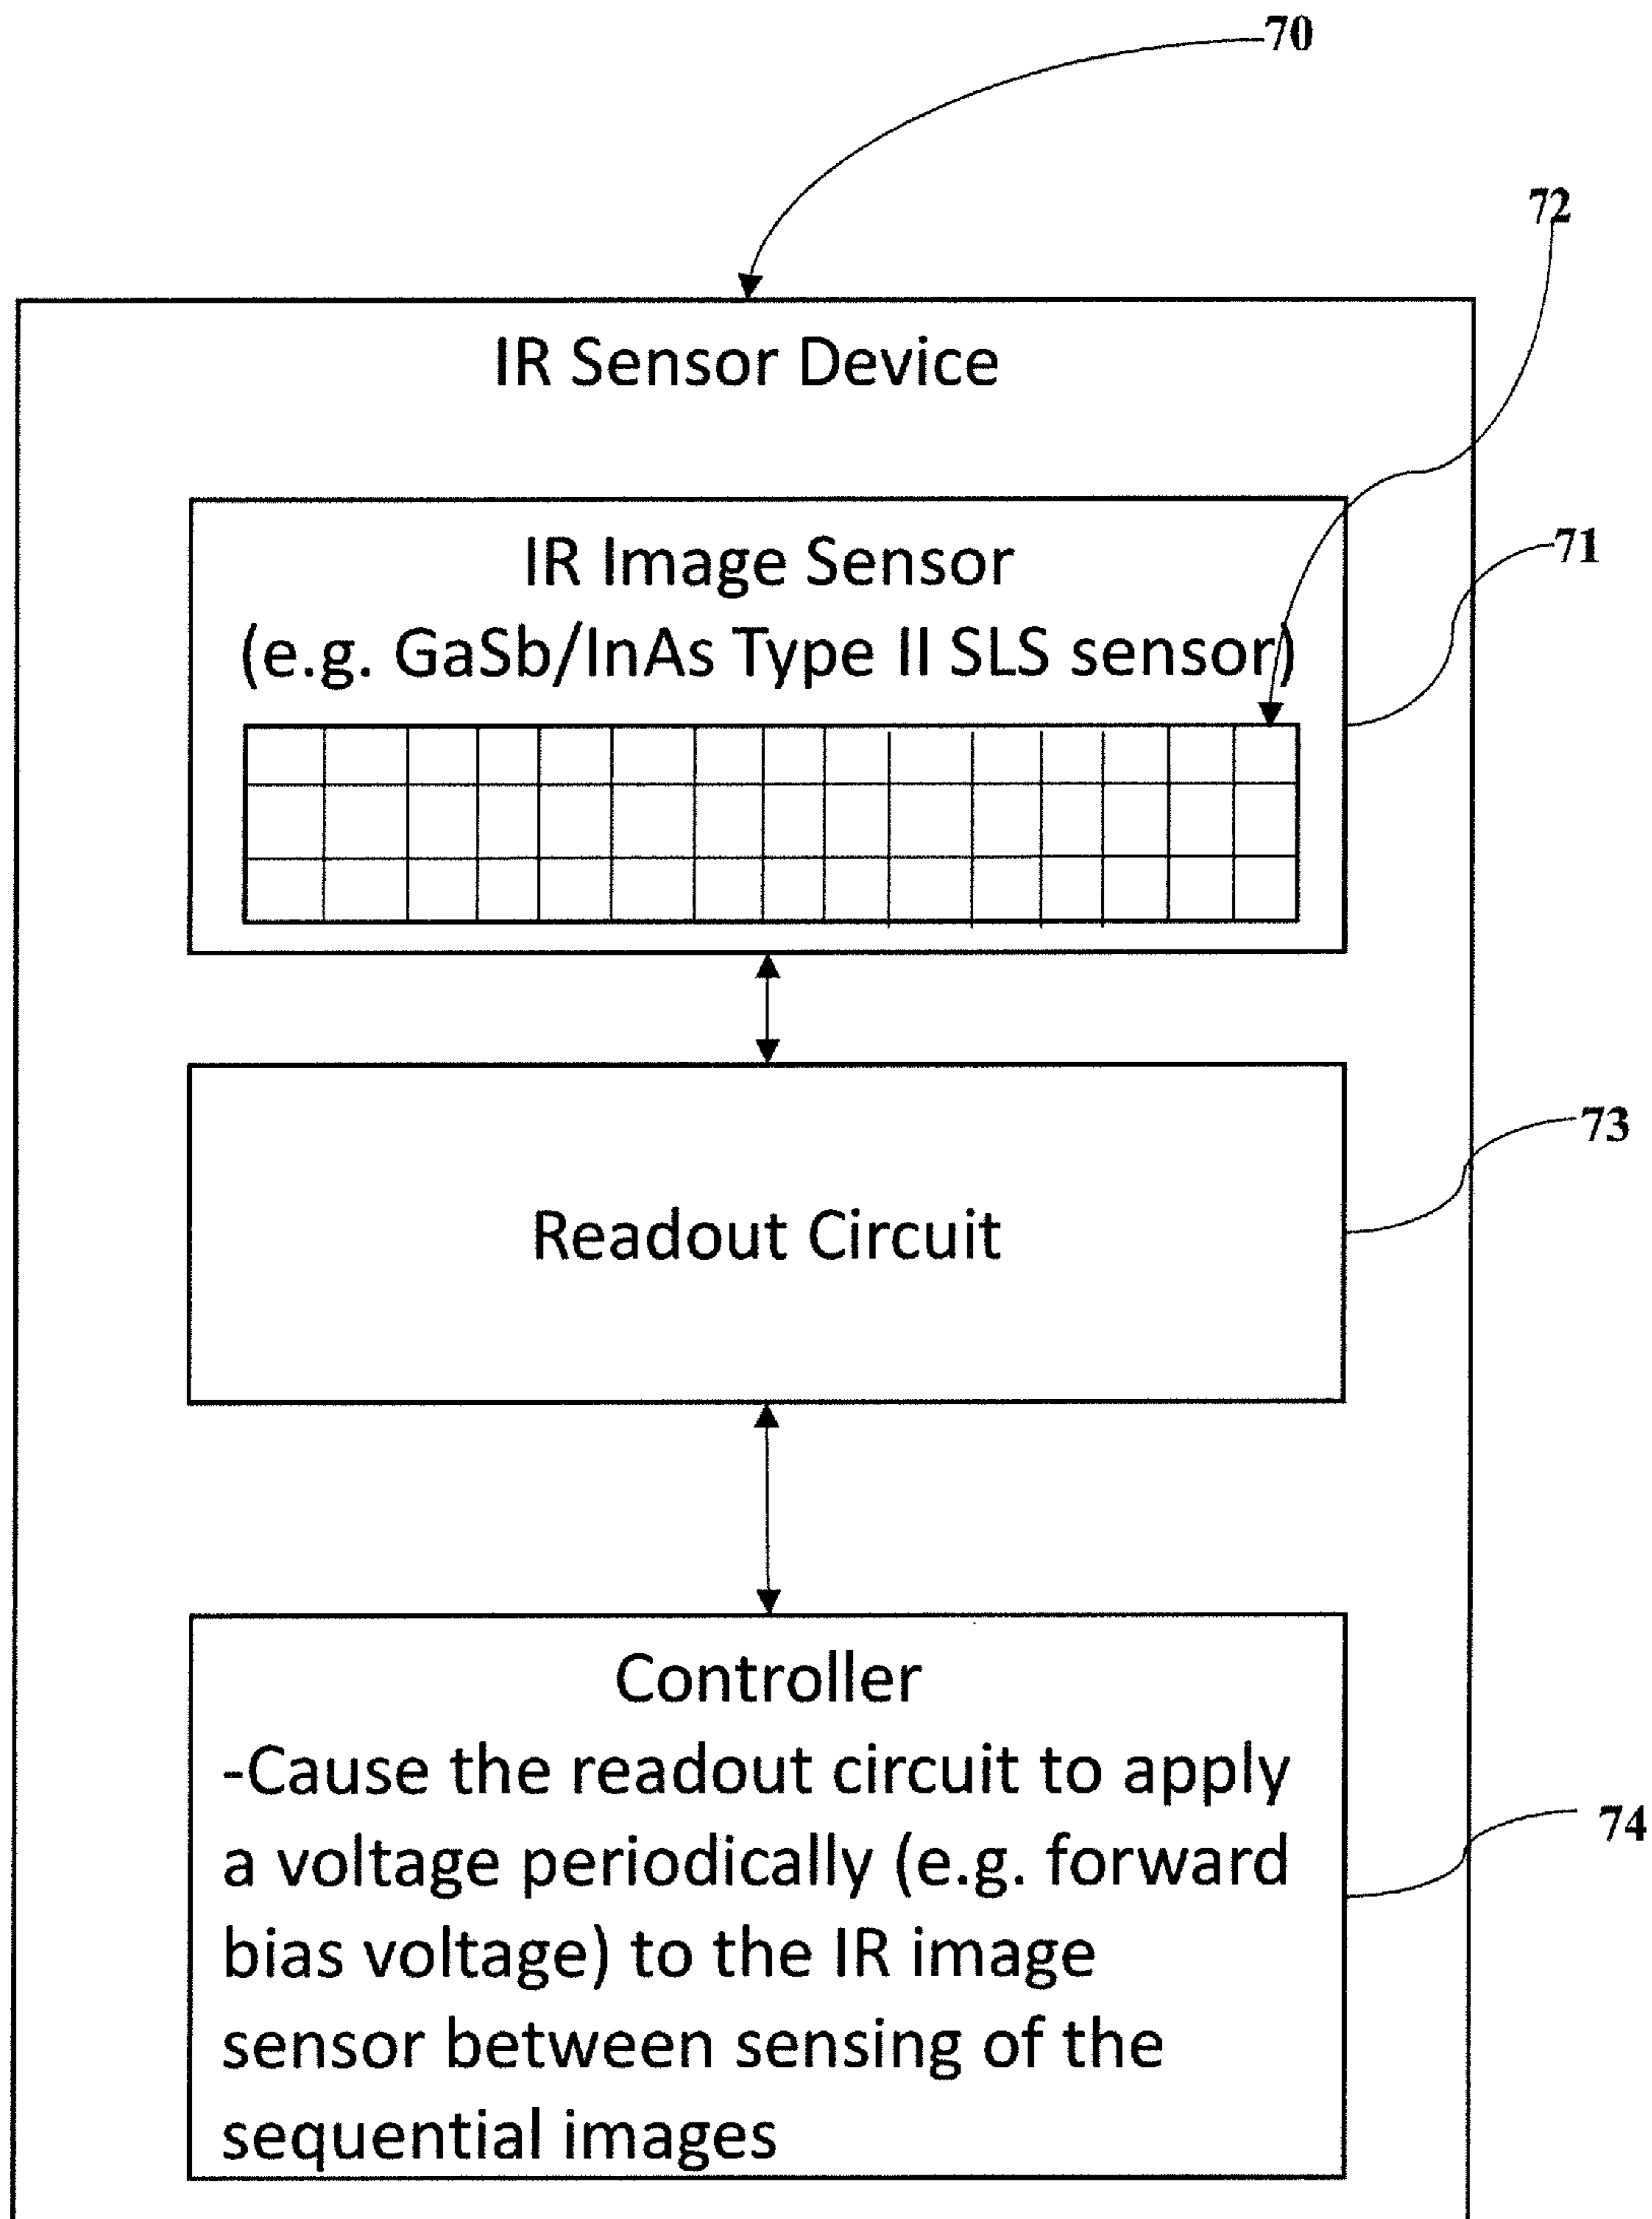 70
72
IR Sensor Device
IR Image Sensor
71
(e.g. GaSb/InAs Type II SLS sensor)
73
Readout Circuit
Controller
-Cause the readout circuit to apply
74
a voltage periodically (e.g. forward
bias voltage) to the IR image
sensor between sensing of the
sequential images